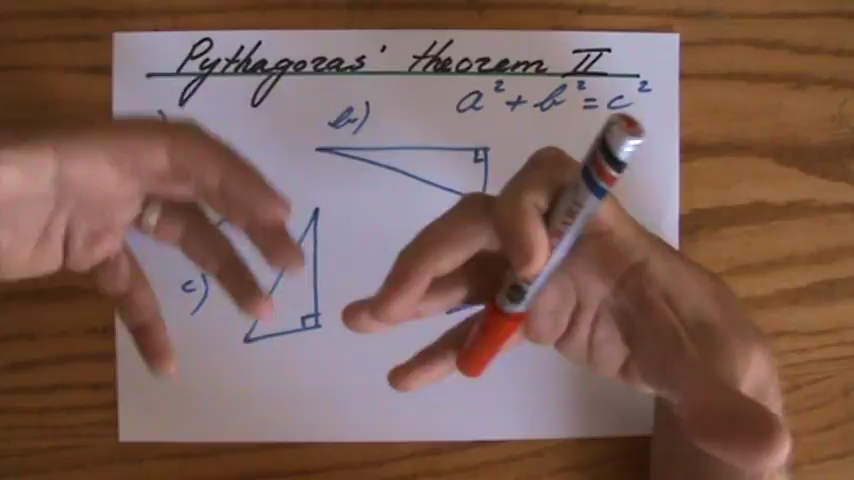 Pythagoras' theorem II
a² + b² = c²
b)
c)